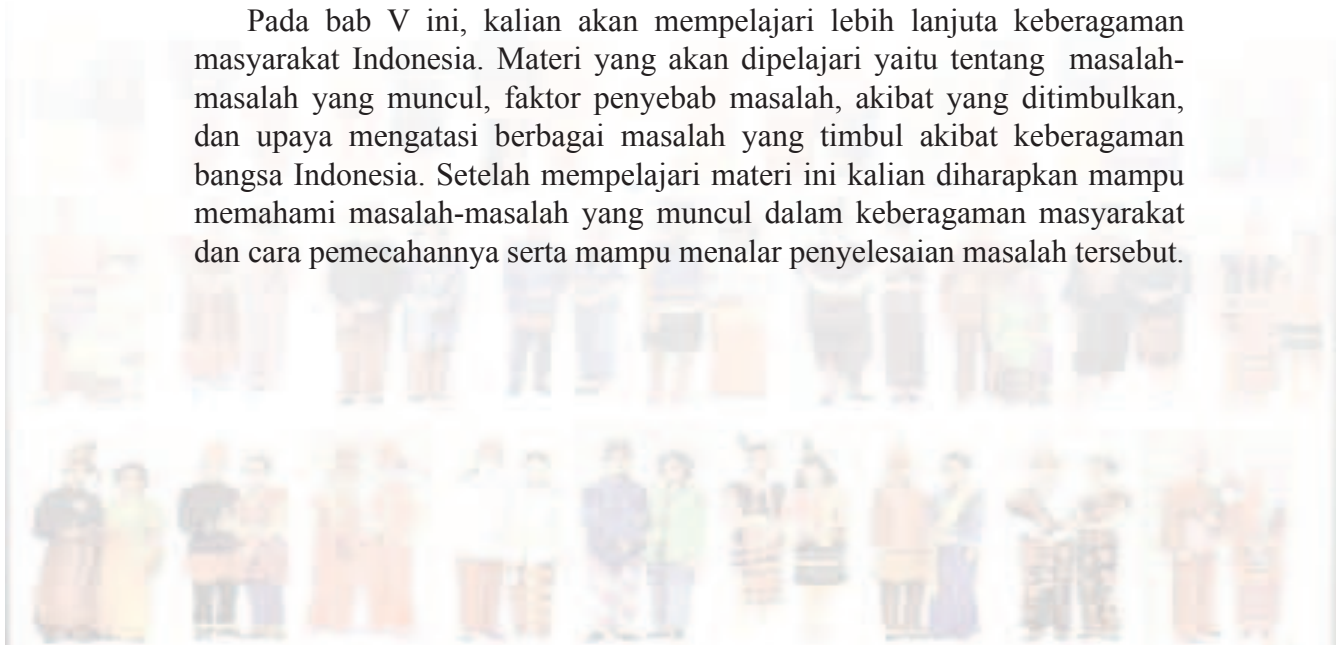 Pada bab V ini, kalian akan mempelajari lebih lanjuta keberagaman
masyarakat Indonesia. Materi yang akan dipelajari yaitu tentang masalah-
masalah yang muncul, faktor penyebab masalah, akibat yang ditimbulkan,
dan upaya mengatasi berbagai masalah yang timbul akibat keberagaman
bangsa Indonesia. Setelah mempelajari materi ini kalian diharapkan mampu
memahami masalah-masalah yang muncul dalam keberagaman masyarakat
dan cara pemecahannya serta mampu menalar penyelesaian masalah tersebut.